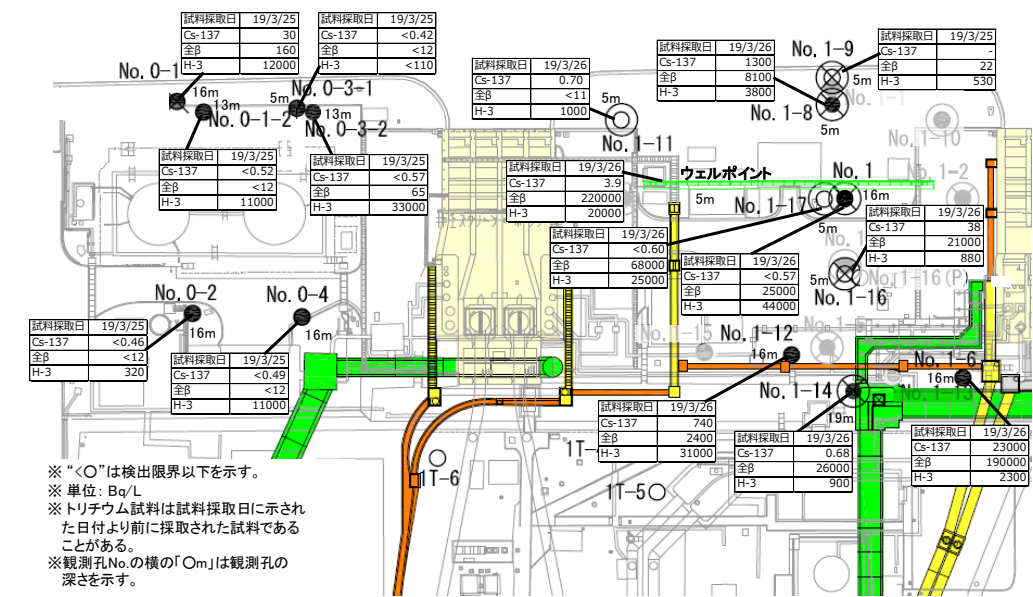 試料採取日 19/3/25
Cs-137 30
全β 160
H-3 12000
試料採取日 19/3/25
Cs-137 <0.42
全β <12
H-3 <110
試料採取日 19/3/26
Cs-137 0.70
全β <11
H-3 1000
試料採取日 19/3/26
Cs-137 1300
全β 8100
H-3 3800
試料採取日 19/3/25
Cs-137 -
全β 22
H-3 530
No. 0-1
16m
13m
No. 0-1-2
5m
No. 0-3-1
13m
No. 0-3-2
5m
No. 1-11
No. 1-9
5m
No. 1-8
5m
No. 1-10
試料採取日 19/3/25
Cs-137 <0.52
全β <12
H-3 11000
試料採取日 19/3/25
Cs-137 <0.57
全β 65
H-3 33000
試料採取日 19/3/26
Cs-137 3.9
全β 220000
H-3 20000
ウェルポイント
5m
No. 1-17
5m
No. 1
16m
1-2
試料採取日 19/3/26
Cs-137 <0.60
全β 68000
H-3 25000
試料採取日 19/3/26
Cs-137 <0.57
全β 25000
H-3 44000
試料採取日 19/3/26
Cs-137 38
全β 21000
H-3 880
5m
No. 1-16
No. 1-16 (P)
No. 0-2
16m
No. 0-4
16m
試料採取日 19/3/25
Cs-137 <0.46
全β <12
H-3 320
試料採取日 19/3/25
Cs-137 <0.49
全β <12
H-3 11000
No. 1-15
No. 1-12
16m
No. 1-14
19m
No. 1-6
16m
No. 1-13
試料採取日 19/3/26
Cs-137 740
全β 2400
H-3 31000
試料採取日 19/3/26
Cs-137 0.68
全β 26000
H-3 900
試料採取日 19/3/26
Cs-137 23000
全β 190000
H-3 2300
1T-6
1T-5
※ “<〇”は検出限界以下を示す。
※ 単位: Bq/L
※ トリチウム試料は試料採取日に示され
た日付より前に採取された試料である
ことがある。
※観測孔No.の横の「〇m」は観測孔の
深さを示す。